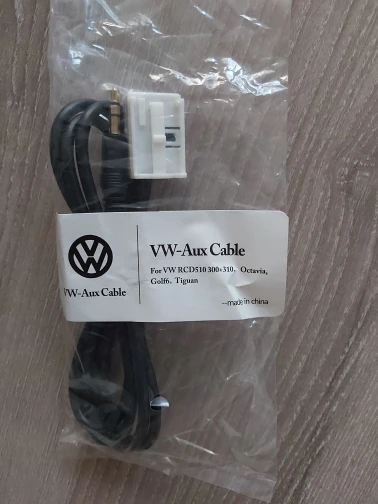 VW-Aux Cable
VW-Aux Cable
For VW RCD510 300+310、Octavia,
Golf6、Tiguan
--made in china